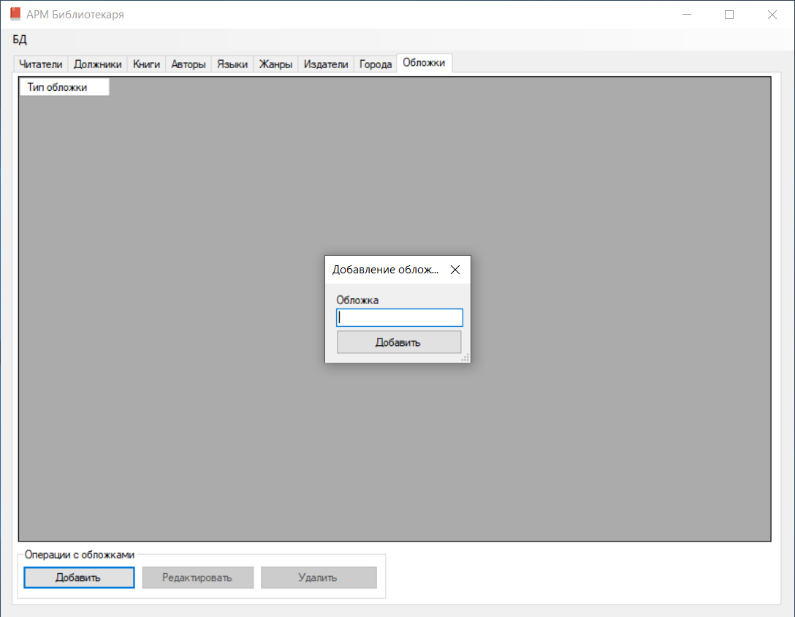 АРМ Библиотекаря
БД
Читатели Должники Книги Авторы Языки Жанры Издатели Города Обложки
Тип обложки
Добавление облож...
Обложка
Добавить
Операции с обложками
Добавить Редактировать Удалить